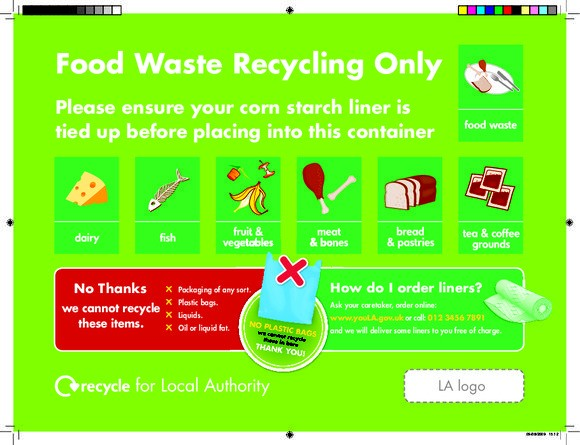 Food Waste Recycling Only
Please ensure your corn starch liner is
tied up before placing into this container
food waste
dairy
fish
fruit &
vegetables
meat
& bones
bread
& pastries
tea & coffee
grounds
No Thanks
we cannot recycle
these items.
x Packaging of any sort.
x Plastic bags.
x Liquids.
x Oil or liquid fat.
NO PLASTIC BAGS
we cannot recycle
these in here
THANK YOU!
How do I order liners?
Ask your caretaker, order online:
www.youLA.gov.uk or call: 012 3456 7891
and we will deliver some liners to you free of charge.
recycle for Local Authority
LA logo